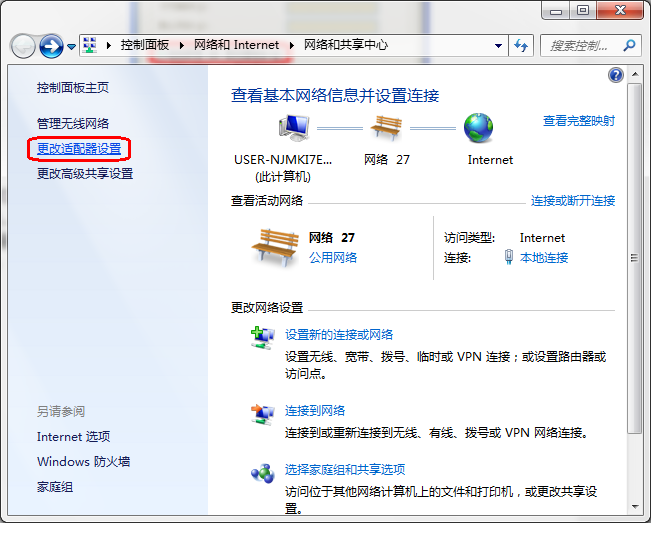 控制面板 网络和 Internet 网络和共享中心 搜索控制...
控制面板主页
管理无线网络
更改适配器设置
更改高级共享设置
查看基本网络信息并设置连接
查看完整映射
USER-NJMKI7E... 网络 27 Internet
(此计算机)
查看活动网络 连接或断开连接
网络 27
公用网络
访问类型: Internet
连接: 本地连接
更改网络设置
设置新的连接或网络
设置无线、宽带、拨号、临时或 VPN 连接；或设置路由器或
访问点。
连接到网络
连接到或重新连接到无线、有线、拨号或 VPN 网络连接。
选择家庭组和共享选项
访问位于其他网络计算机上的文件和打印机，或更改共享设
置。
另请参阅
Internet 选项
Windows 防火墙
家庭组